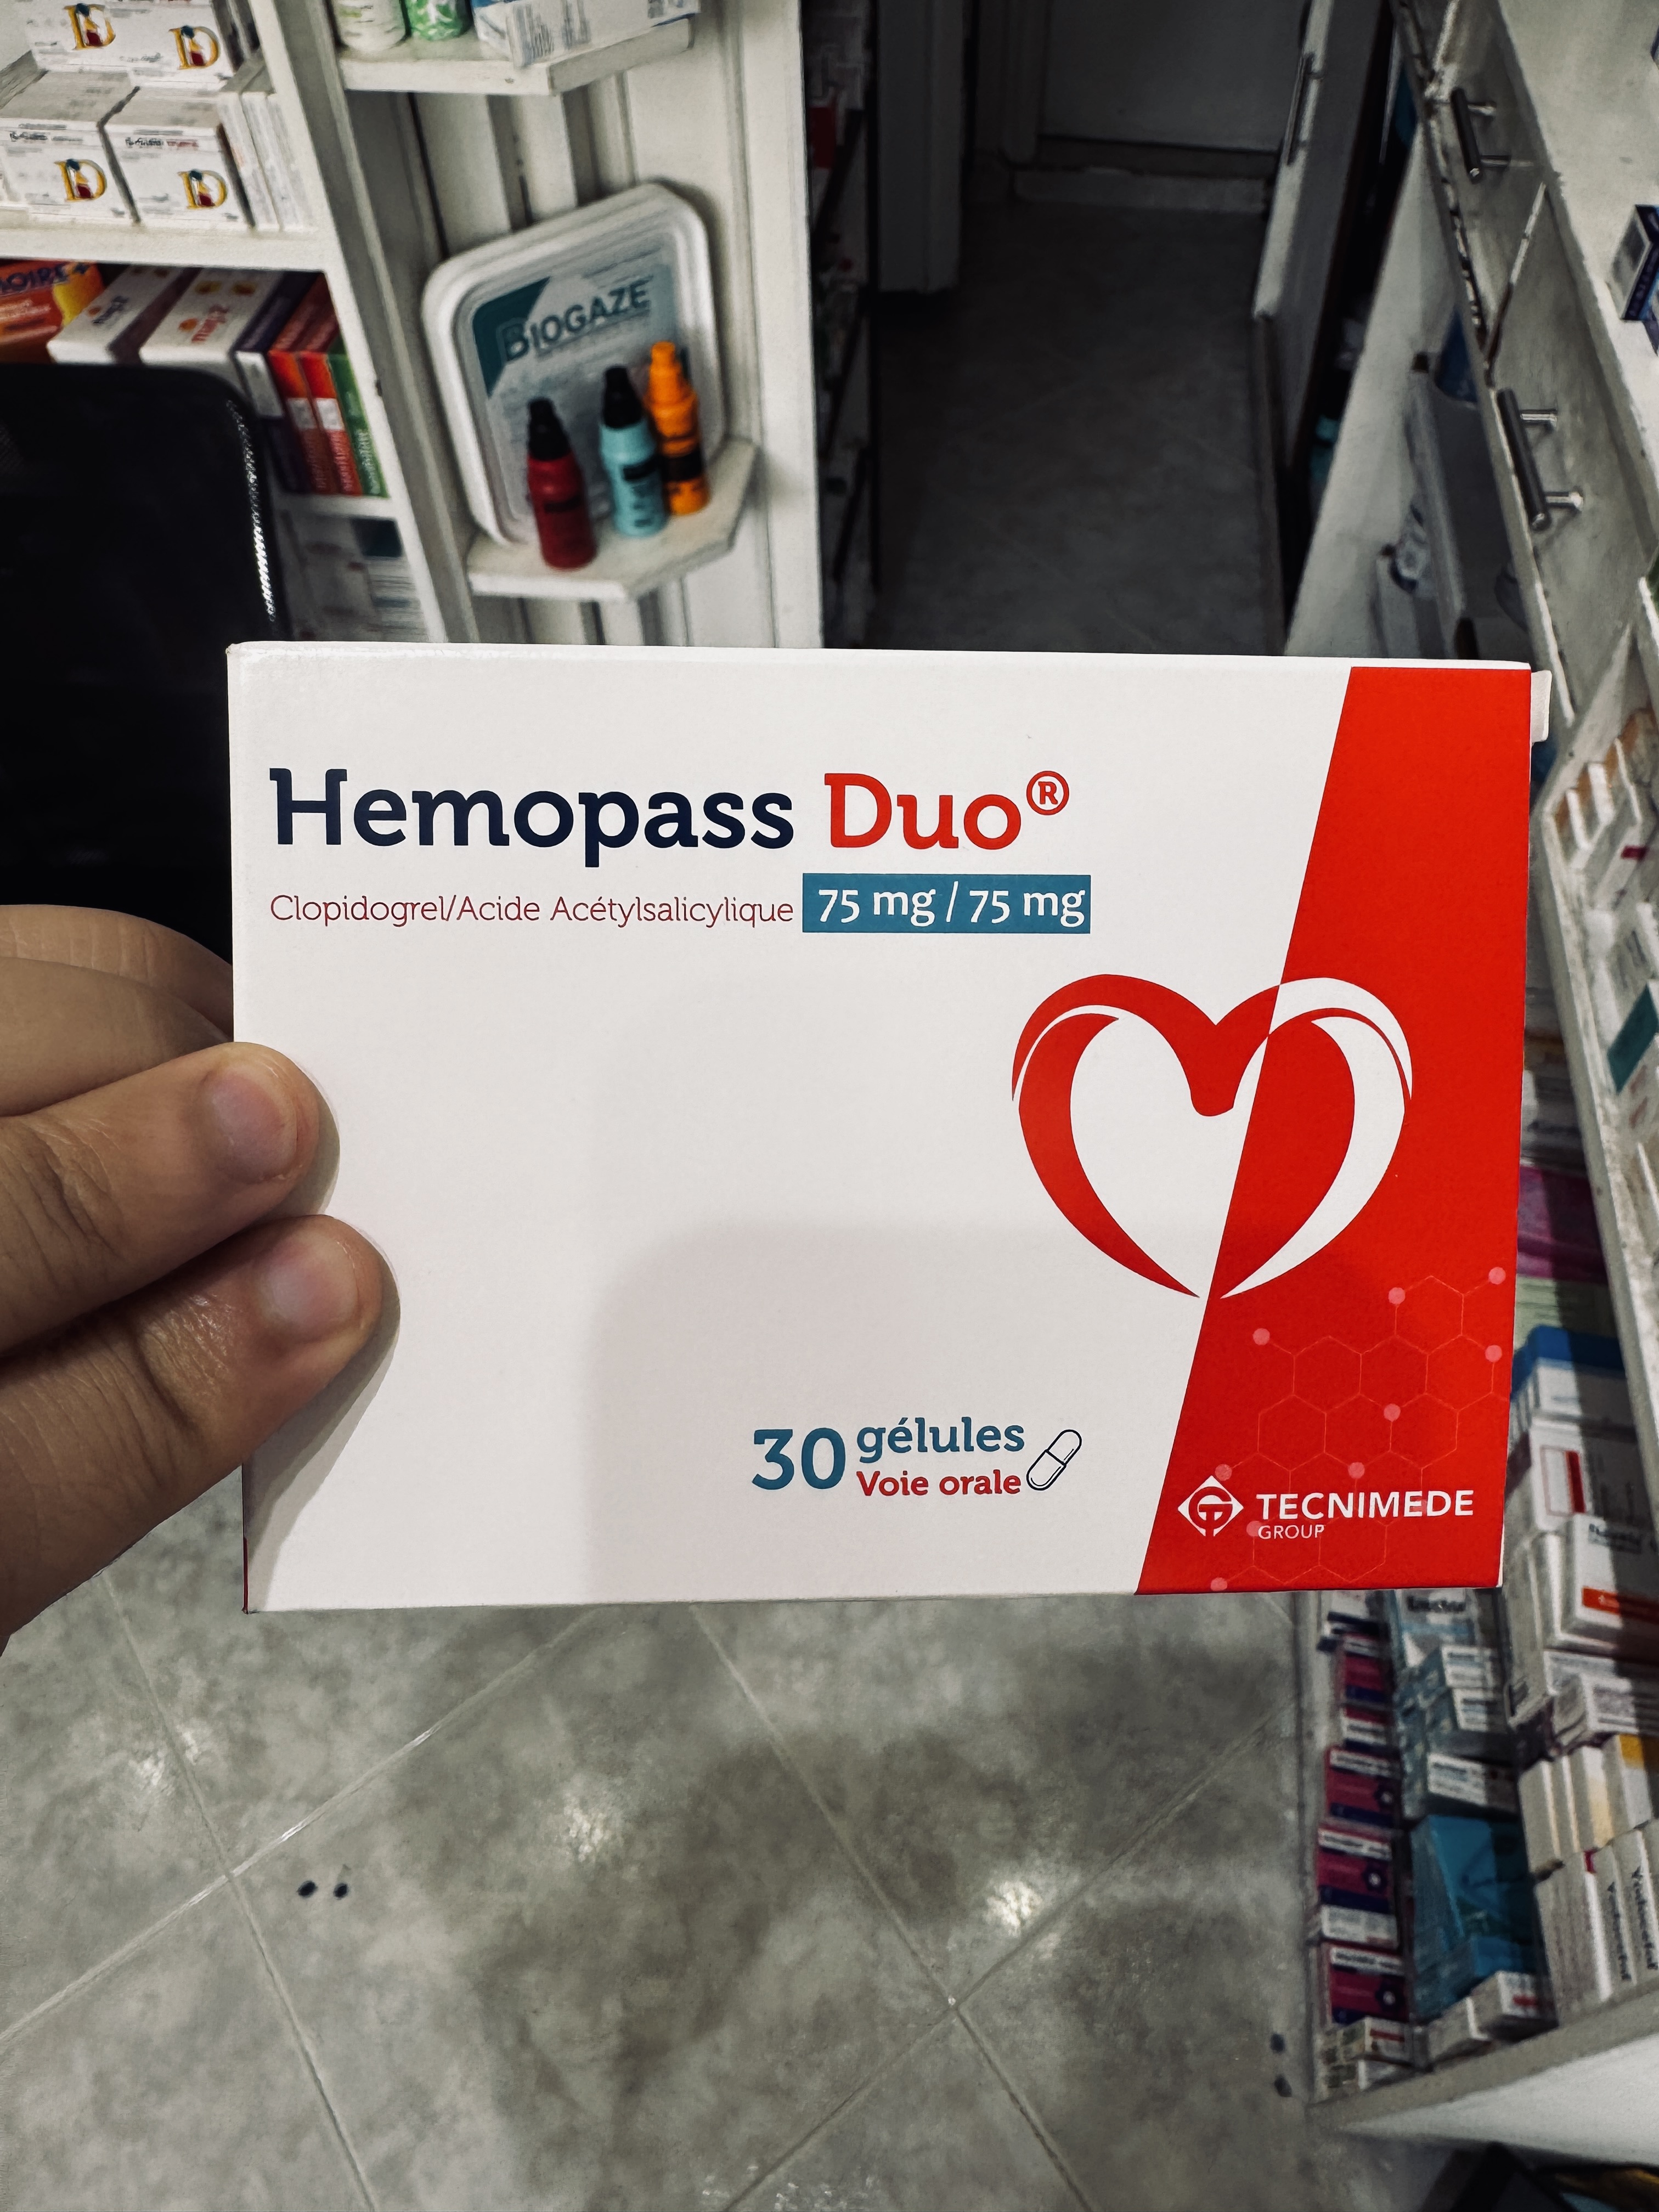 BIOGAZE
Hemopass Duo®
Clopidogrel/Acide Acétylsalicylique 75 mg / 75 mg
30 gélules
Voie orale
TECNIMEDE
GROUP